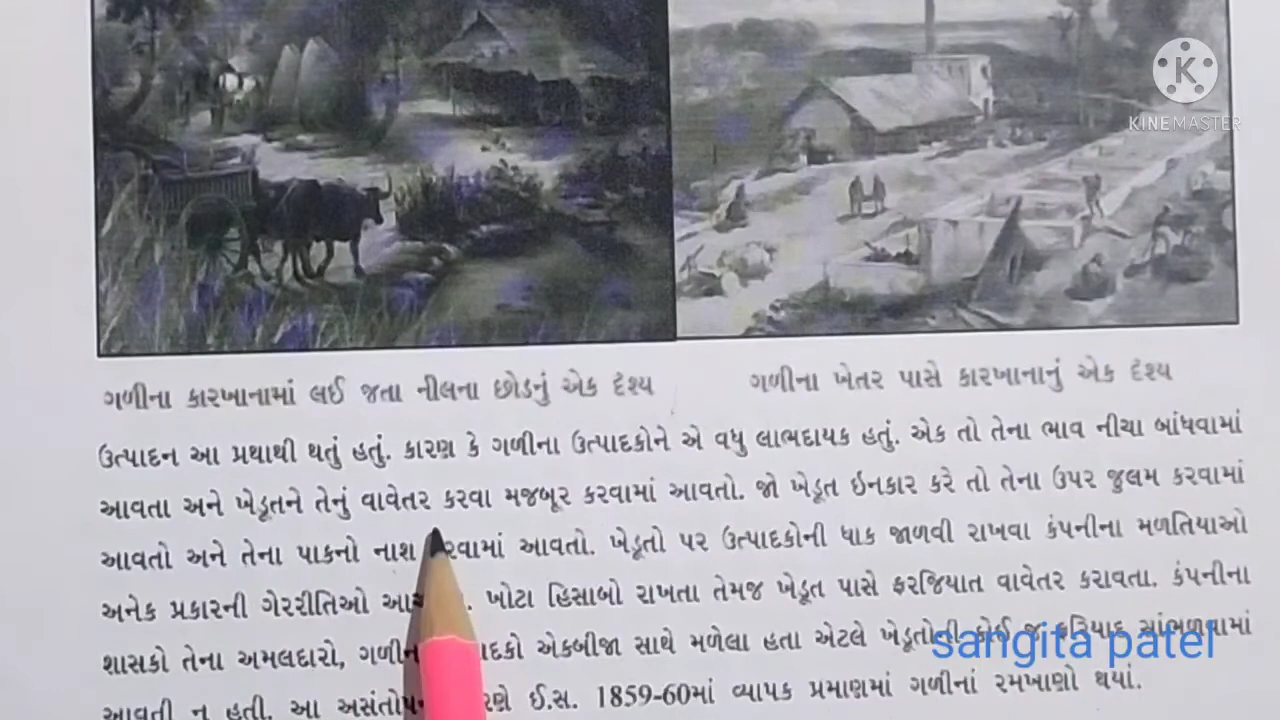 KINEMASTER
ગળીના કારખાનામાં લઈ જતા નીલના છોડનું એક દૃશ્ય
ગળીના ખેતર પાસે કારખાનાનું એક દૃશ્ય
ઉત્પાદન આ પ્રથાથી થતું હતું. કારણ કે ગળીના ઉત્પાદકોને એ વધુ લાભદાયક હતું. એક તો તેના ભાવ નીચા બાંધવામાં
આવતા અને ખેડૂતને તેનું વાવેતર કરવા મજબૂર કરવામાં આવતો. જો ખેડૂત ઇનકાર કરે તો તેના ઉપર જુલમ કરવામાં
આવતો અને તેના પાકનો નાશ કરવામાં આવતો. ખેડૂતો પર ઉત્પાદકોની ધાક જાળવી રાખવા કંપનીના મળતિયાઓ
અનેક પ્રકારની ગેરરીતિઓ ખોટા હિસાબો રાખતા તેમજ ખેડૂત પાસે ફરજિયાત વાવેતર કરાવતા. કંપનીના
શાસકો તેના અમલદારો, એકબીજા સાથે મળેલા હતા એટલે ખેડૂતોની કોઈ જ ફરિયાદ સાંભળવામાં
sangita patel
આવતી ન હતી. આ ઈ.સ. 1859-60માં વ્યાપક પ્રમાણમાં ગળીનાં રમખાણો થયાં.